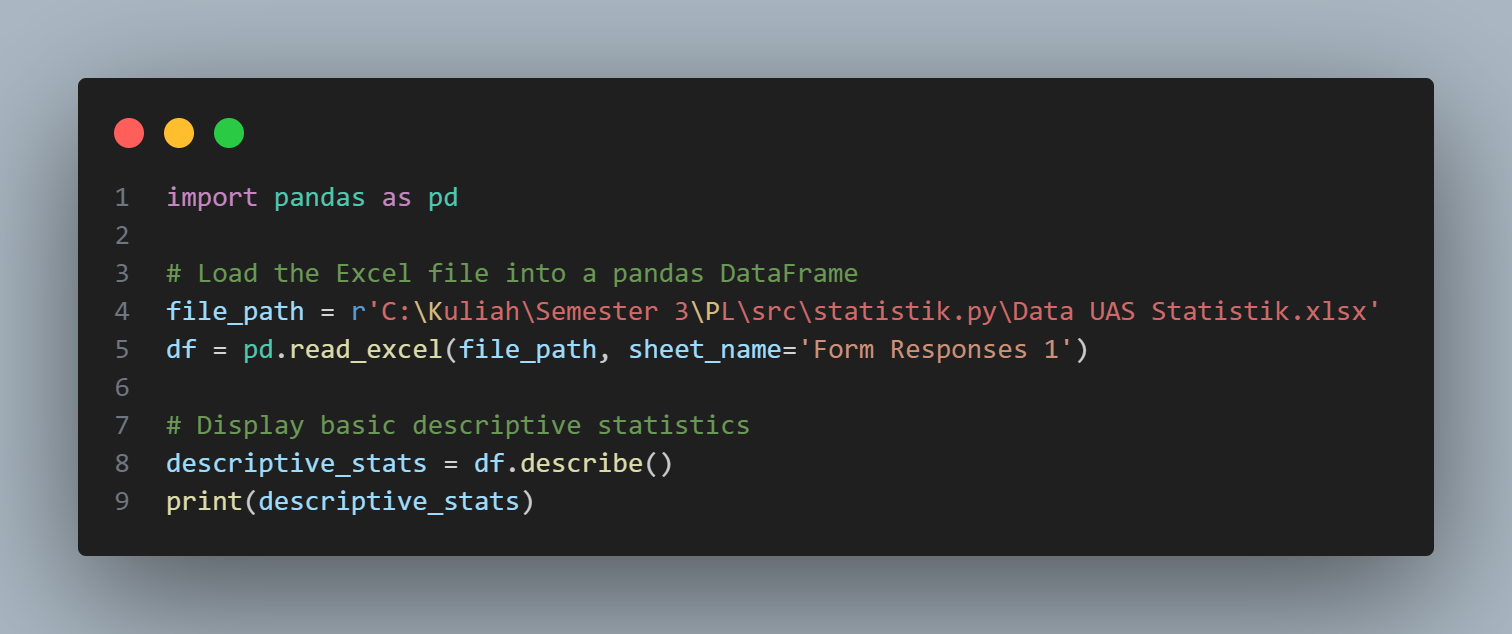 1 import pandas as pd
2
3 # Load the Excel file into a pandas DataFrame
4 file_path = r'C:\Kuliah\Semester 3\PL\src\statistik.py\Data UAS Statistik.xlsx'
5 df = pd.read_excel(file_path, sheet_name='Form Responses 1')
6
7 # Display basic descriptive statistics
8 descriptive_stats = df.describe()
9 print(descriptive_stats)